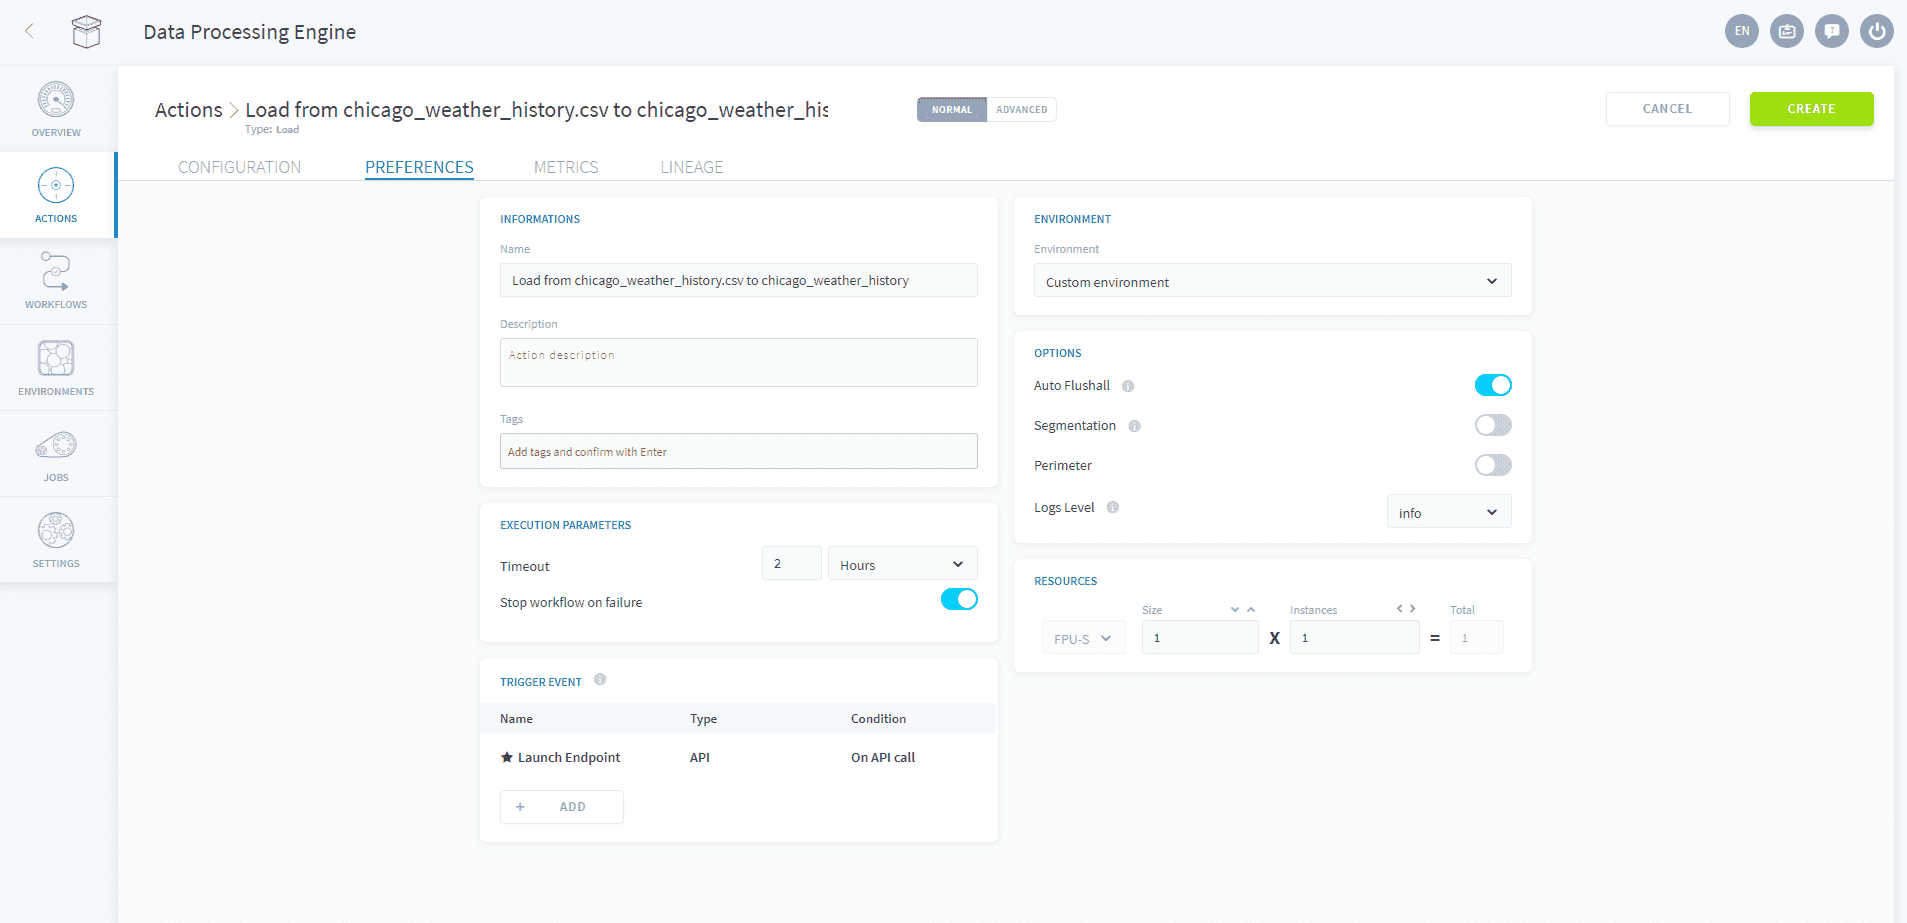 Data Processing Engine
EN
OVERVIEW
ACTIONS
WORKFLOWS
ENVIRONMENTS
JOBS
SETTINGS
Actions
Load from chicago_weather_history.csv to chicago_weather_his
Type: Load
NORMAL
ADVANCED
CANCEL
CREATE
CONFIGURATION
PREFERENCES
METRICS
LINEAGE
INFORMATIONS
Name
Load from chicago_weather_history.csv to chicago_weather_history
Description
Action description
Tags
Add tags and confirm with Enter
EXECUTION PARAMETERS
Timeout
2
Hours
Stop workflow on failure
TRIGGER EVENT
Name Type Condition
★ Launch Endpoint API On API call
+ ADD
ENVIRONMENT
Environment
Custom environment
OPTIONS
Auto Flushall
Segmentation
Perimeter
Logs Level
info
RESOURCES
Size Instances Total
FPU-S 1 X 1 = 1